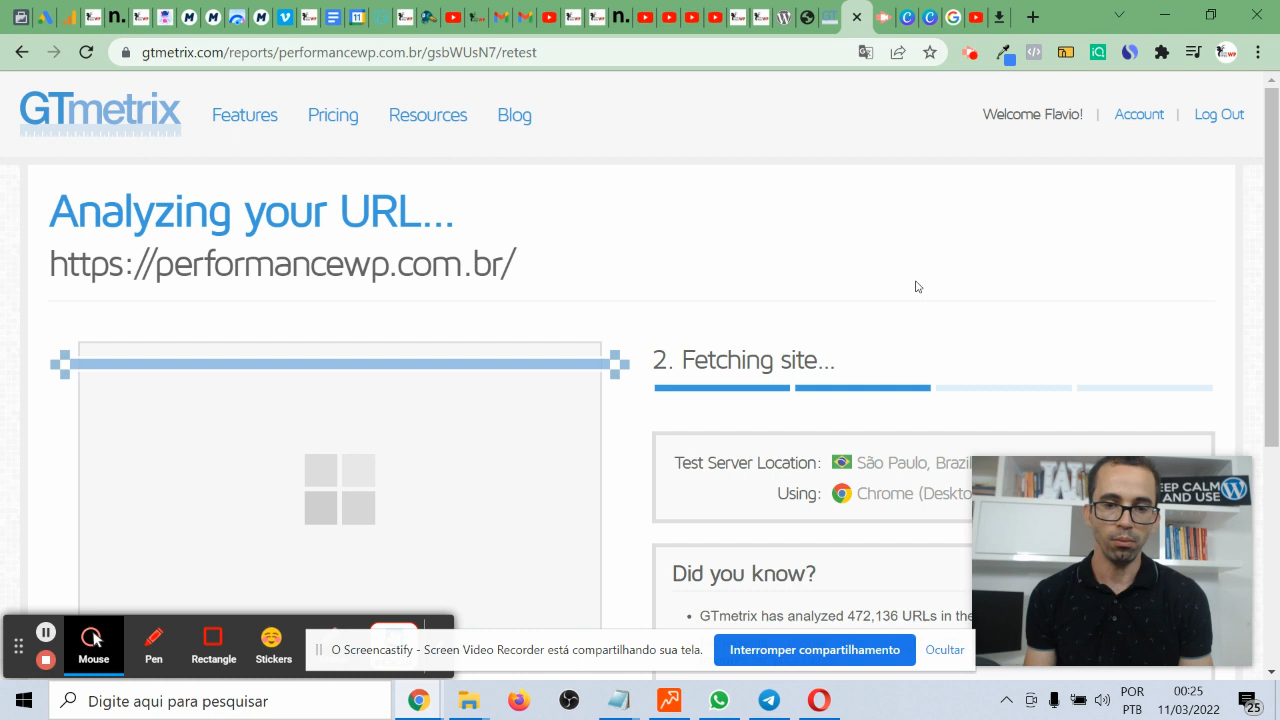 gtmetrix.com/reports/performancewp.com.br/gsbWUsN7/retest
GTmetrix
Features
Pricing
Resources
Blog
Welcome Flavio!
|
Account
|
Log Out
Analyzing your URL...
https://performancewp.com.br/
2. Fetching site...
Test Server Location:
São Paulo, Brazil
Using:
Chrome (Deskto
Did you know?
• GTmetrix has analyzed 472,136 URLs in the
KEEP CALM
AND USE
Mouse
Pen
Rectangle
Stickers
O Screencastify - Screen Video Recorder está compartilhando sua tela.
Interromper compartilhamento
Ocultar
Digite aqui para pesquisar
POR
PTB
00:25
11/03/2022
25